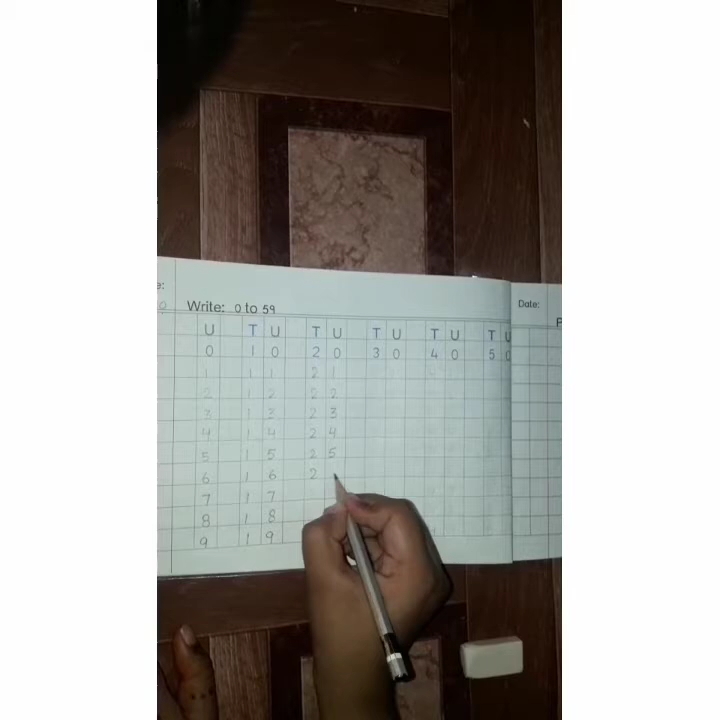 e:
Write: 0 to 59
Date:
U T U T U T U T U T U
0 1 0 2 0 3 0 4 0 5 0
1 1 1 2 1
2 1 2 2 2
3 1 3 2 3
4 1 4 2 4
5 1 5 2 5
6 1 6 2
7 1 7
8 1 8
9 1 9